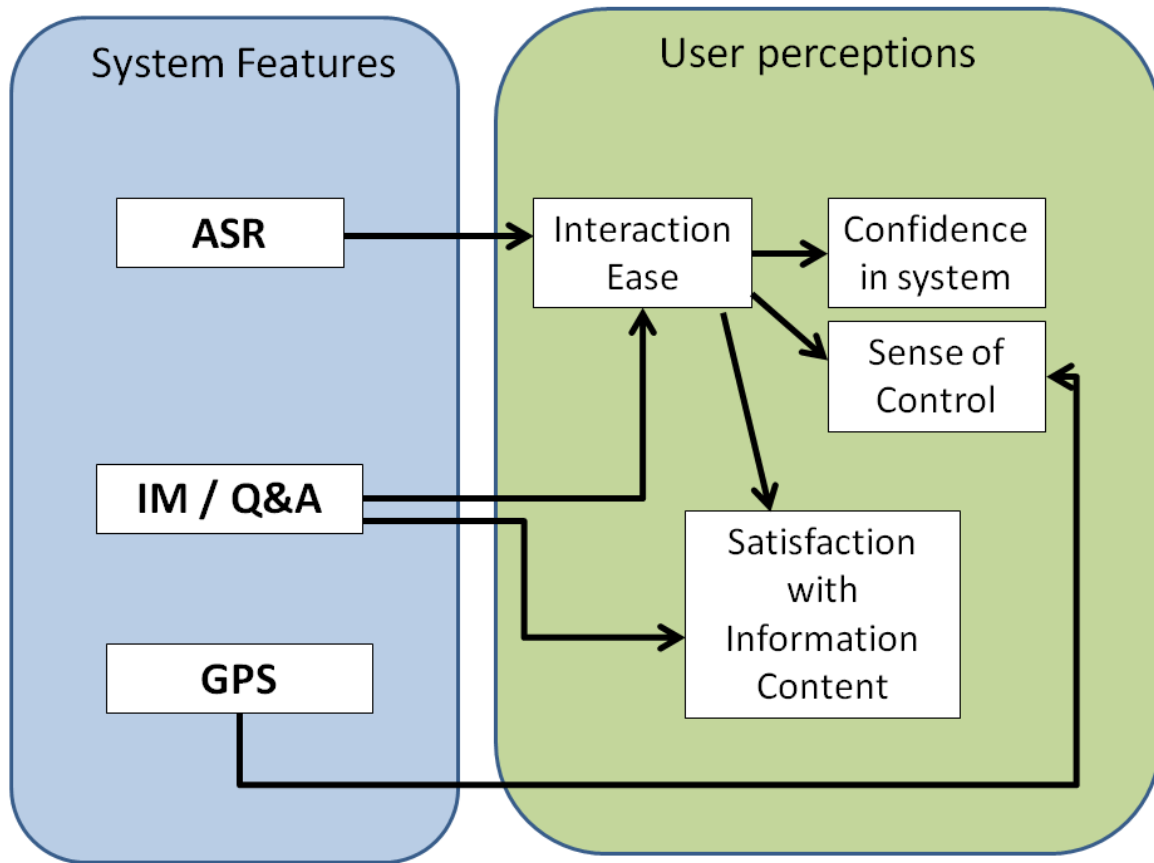 System Features
User perceptions
ASR
Interaction
Ease
Confidence
in system
Sense of
Control
IM / Q&A
Satisfaction
with
Information
Content
GPS